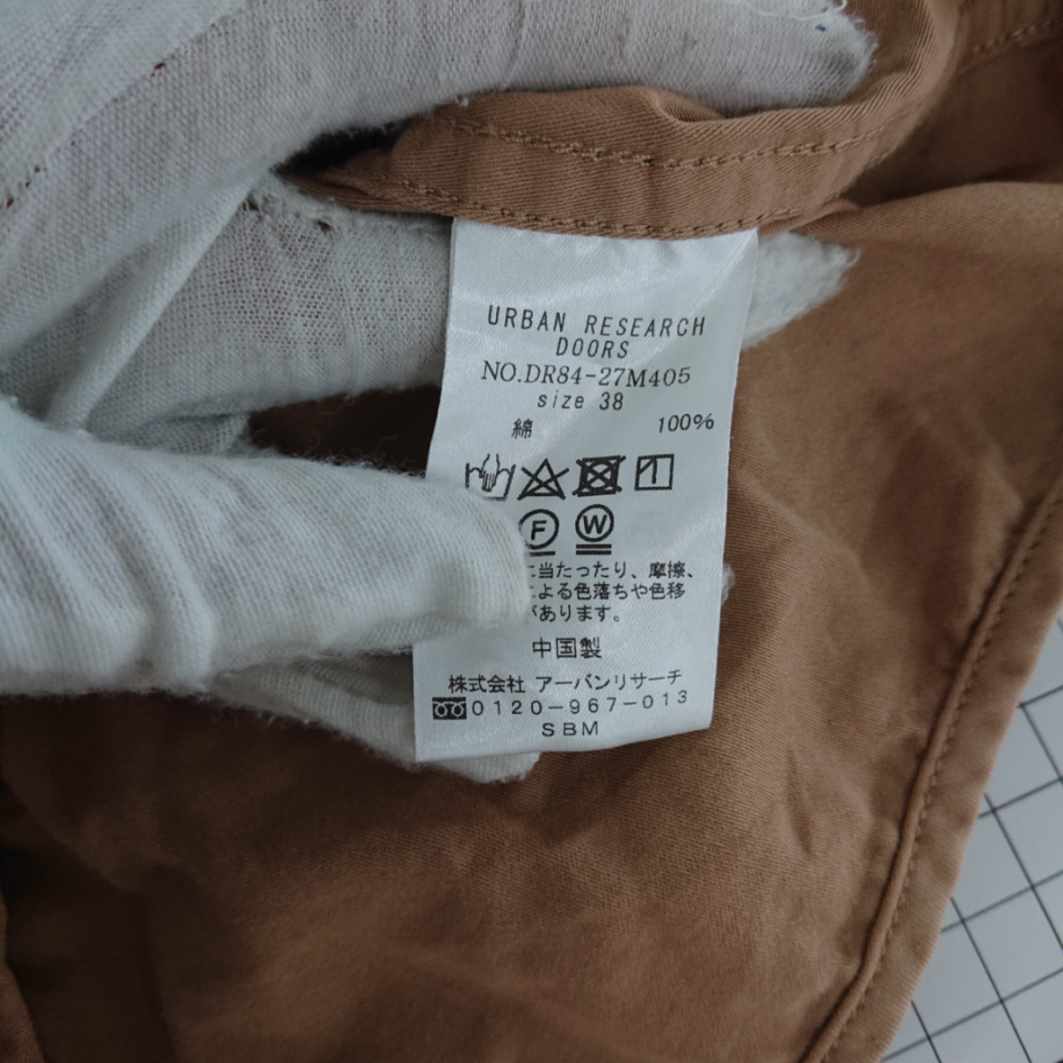 URBAN RESEARCH
DOORS
NO.DR84-27M405
size 38
綿 100%
F W
に当たったり、摩擦、
による色落ちや色移
があります。
中国製
株式会社 アーバンリサーチ
0120-967-013
SBM